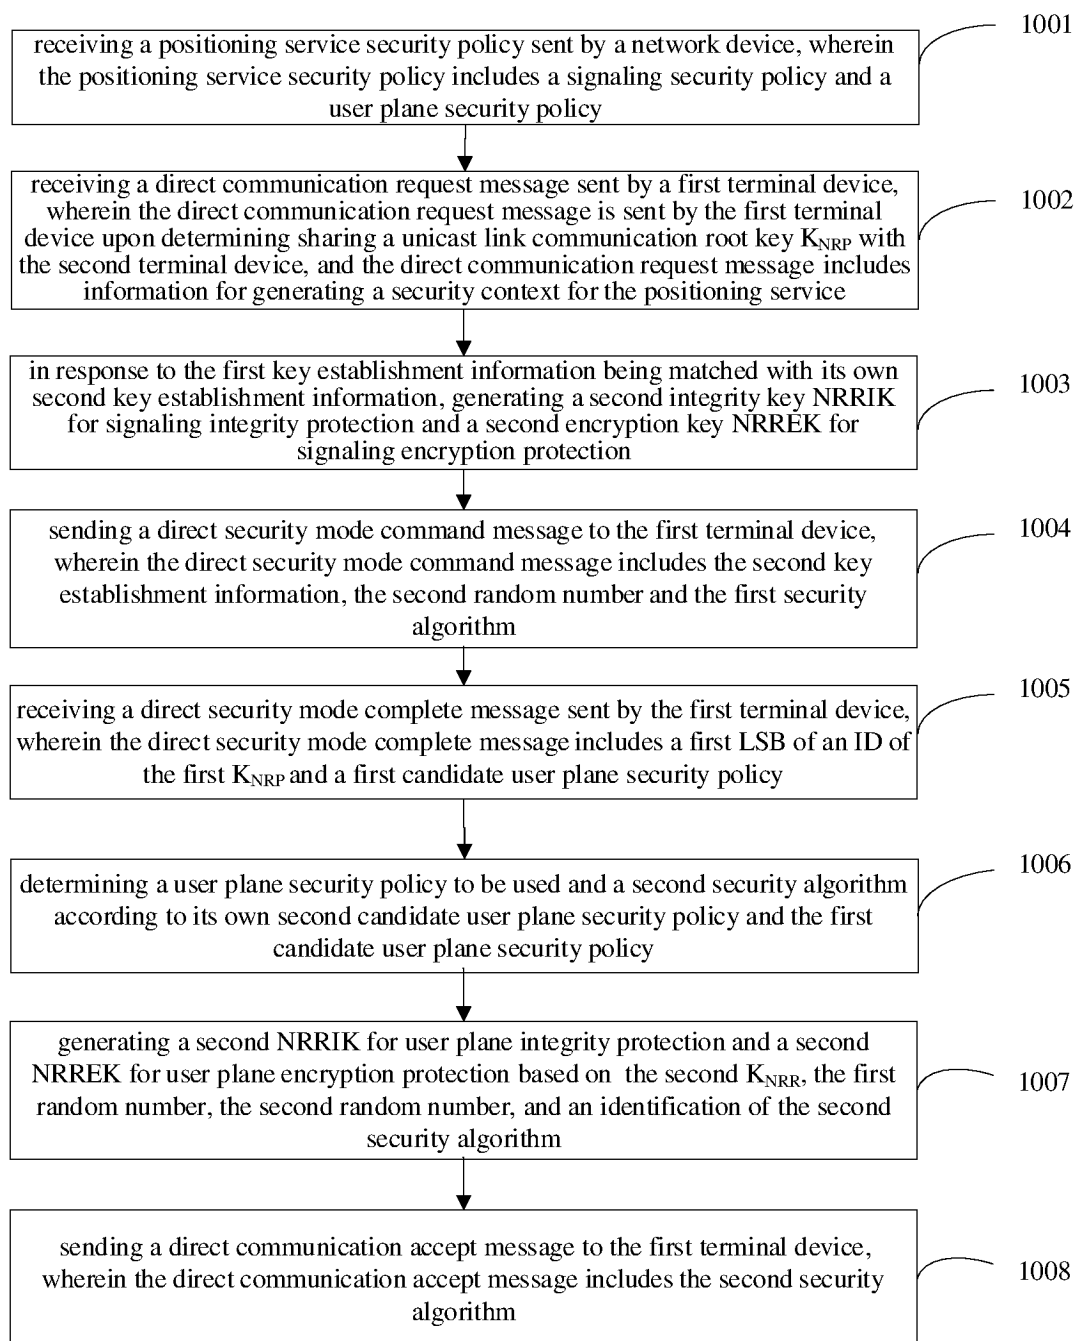 1001
receiving a positioning service security policy sent by a network device, wherein
the positioning service security policy includes a signaling security policy and a
user plane security policy
1002
receiving a direct communication request message sent by a first terminal device,
wherein the direct communication request message is sent by the first terminal
device upon determining sharing a unicast link communication root key KNRP with
the second terminal device, and the direct communication request message includes
information for generating a security context for the positioning service
1003
in response to the first key establishment information being matched with its own
second key establishment information, generating a second integrity key NRRIK
for signaling integrity protection and a second encryption key NRREK for
signaling encryption protection
1004
sending a direct security mode command message to the first terminal device,
wherein the direct security mode command message includes the second key
establishment information, the second random number and the first security
algorithm
1005
receiving a direct security mode complete message sent by the first terminal device,
wherein the direct security mode complete message includes a first LSB of an ID of
the first KNRP and a first candidate user plane security policy
1006
determining a user plane security policy to be used and a second security algorithm
according to its own second candidate user plane security policy and the first
candidate user plane security policy
1007
generating a second NRRIK for user plane integrity protection and a second
NRREK for user plane encryption protection based on the second KNRR, the first
random number, the second random number, and an identification of the second
security algorithm
1008
sending a direct communication accept message to the first terminal device,
wherein the direct communication accept message includes the second security
algorithm